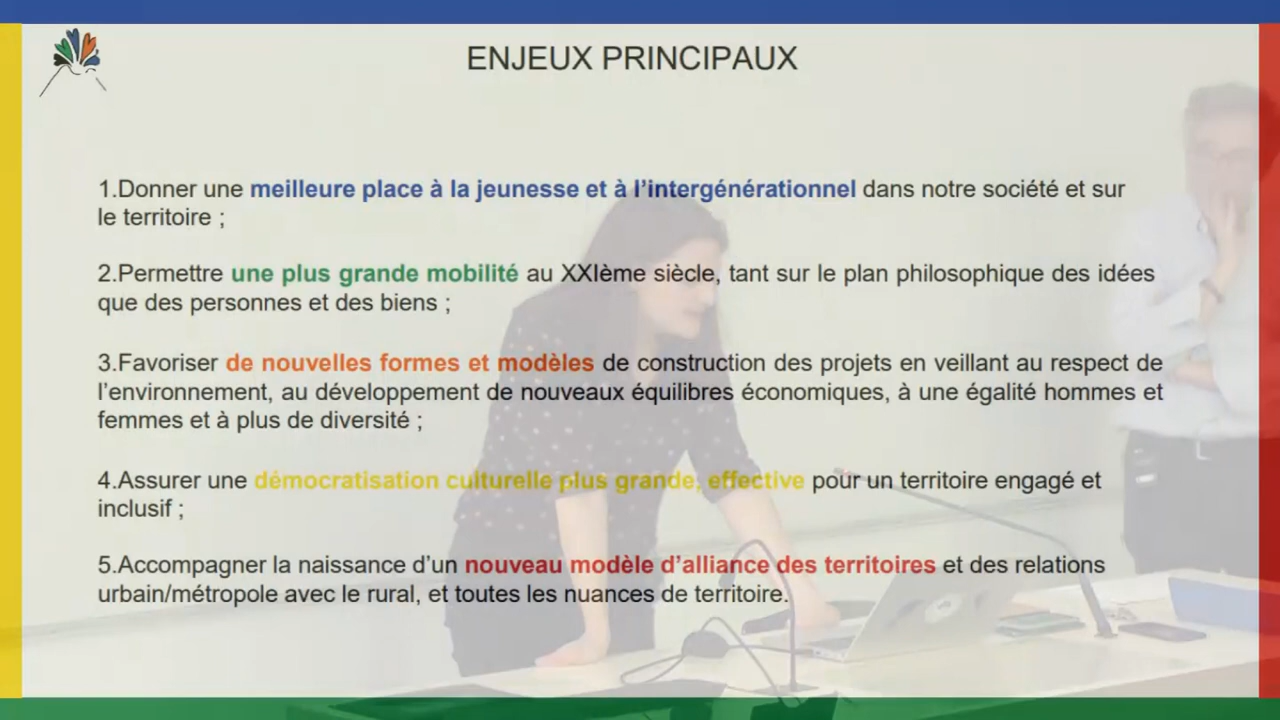 ENJEUX PRINCIPAUX
1.Donner une meilleure place à la jeunesse et à l’intergénérationnel dans notre société et sur
le territoire ;
2.Permettre une plus grande mobilité au XXIème siècle, tant sur le plan philosophique des idées
que des personnes et des biens ;
3.Favoriser de nouvelles formes et modèles de construction des projets en veillant au respect de
l’environnement, au développement de nouveaux équilibres économiques, à une égalité hommes et
femmes et à plus de diversité ;
4.Assurer une démocratisation culturelle plus grande, effective pour un territoire engagé et
inclusif ;
5.Accompagner la naissance d’un nouveau modèle d’alliance des territoires et des relations
urbain/métropole avec le rural, et toutes les nuances de territoire.